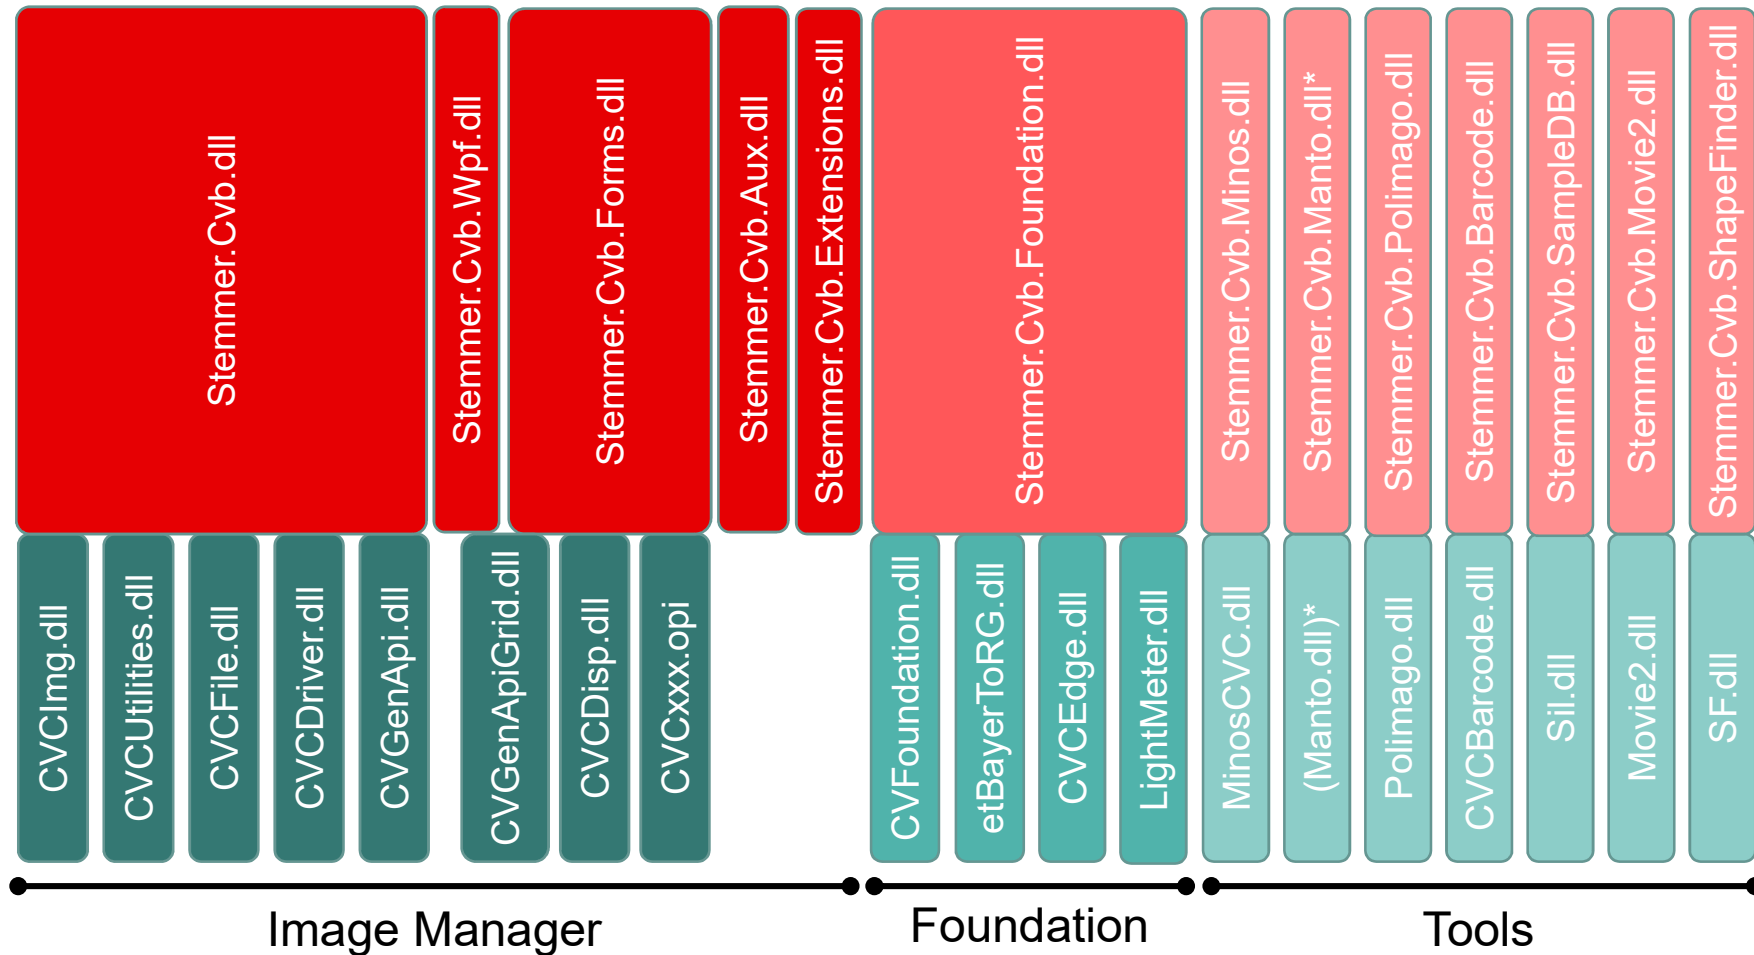 Stemmer.Cvb.dll
Stemmer.Cvb.Wpf.dll
Stemmer.Cvb.Forms.dll
Stemmer.Cvb.Aux.dll
Stemmer.Cvb.Extensions.dll
Stemmer.Cvb.Foundation.dll
Stemmer.Cvb.Minos.dll
Stemmer.Cvb.Manto.dll*
Stemmer.Cvb.Polimago.dll
Stemmer.Cvb.Barcode.dll
Stemmer.Cvb.SampleDB.dll
Stemmer.Cvb.Movie2.dll
Stemmer.Cvb.ShapeFinder.dll
CVCImg.dll
CVCUtilities.dll
CVCFile.dll
CVCDriver.dll
CVGenApi.dll
CVGenApiGrid.dll
CVCDisp.dll
CVCxxx.opi
CVFoundation.dll
etBayerToRG.dll
CVCEdge.dll
LightMeter.dll
MinosCVC.dll
(Manto.dll)*
Polimago.dll
CVCBarcode.dll
Sil.dll
Movie2.dll
SF.dll
Image Manager
Foundation
Tools